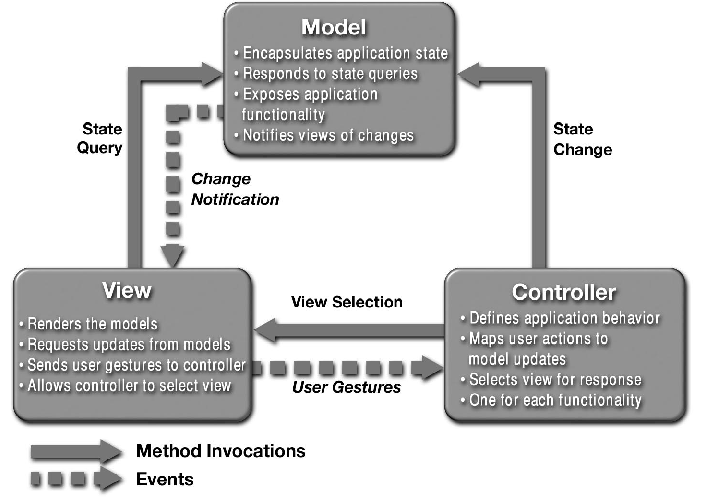 Model
• Encapsulates application state
• Responds to state queries
• Exposes application
functionality
• Notifies views of changes
State
Query
State
Change
Change
Notification
View
• Renders the models
• Requests updates from models
• Sends user gestures to controller
• Allows controller to select view
View Selection
User Gestures
Controller
• Defines application behavior
• Maps user actions to
model updates
• Selects view for response
• One for each functionality
Method Invocations
Events